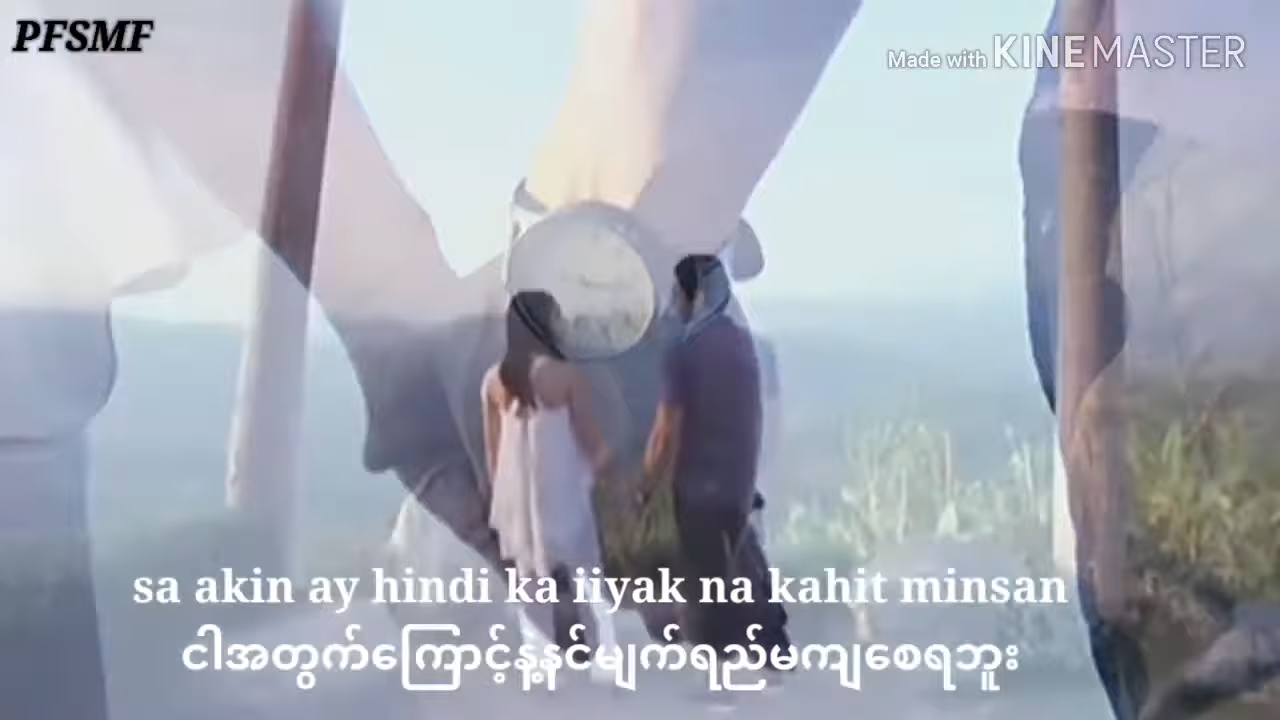 PFSMF
Made with KINEMASTER
sa akin ay hindi ka iiyak na kahit minsan
ငါအတွက်ကြောင့်နဲ့နင်မျက်ရည်မကျစေရဘူး